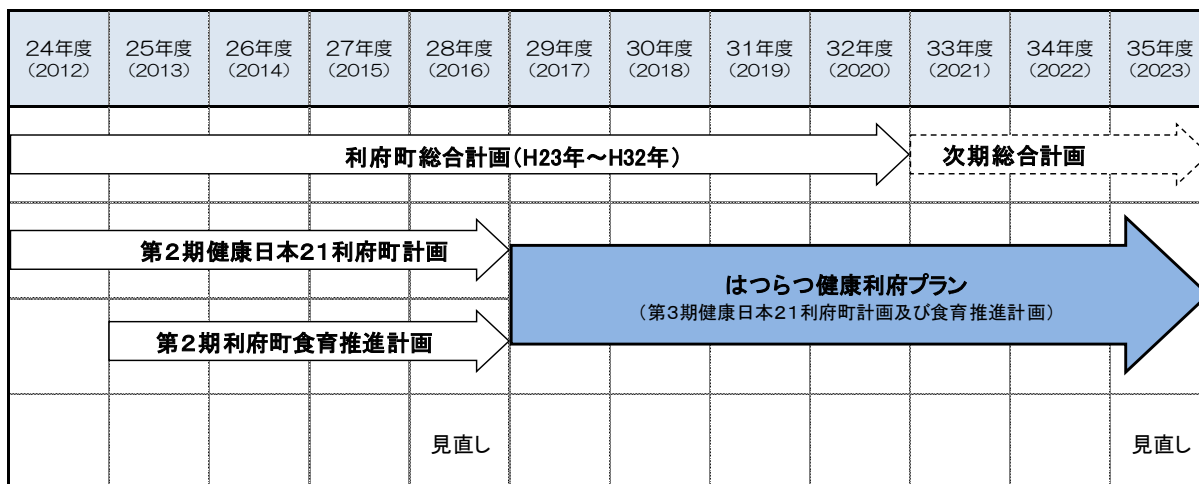 24年度 25年度 26年度 27年度 28年度 29年度 30年度 31年度 32年度 33年度 34年度 35年度
(2012) (2013) (2014) (2015) (2016) (2017) (2018) (2019) (2020) (2021) (2022) (2023)
利府町総合計画(H23年～H32年) 次期総合計画
第2期健康日本21利府町計画
はつらつ健康利府プラン
(第3期健康日本21利府町計画及び食育推進計画)
第2期利府町食育推進計画
見直し 見直し